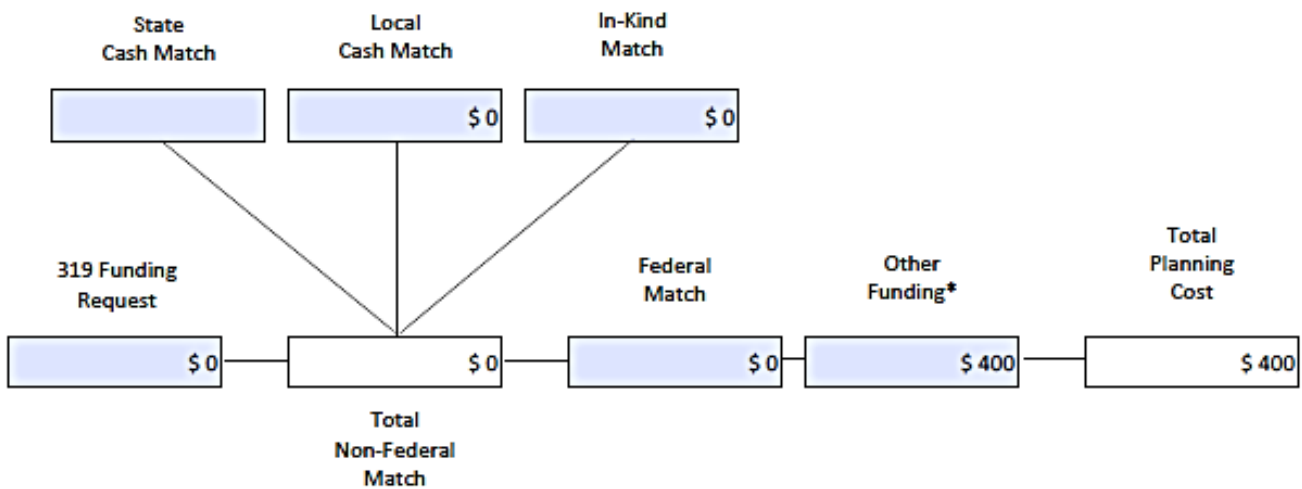 State
Cash Match
Local
Cash Match
In-Kind
Match
$ 0
$ 0
319 Funding
Request
Federal
Match
Other
Funding*
Total
Planning
Cost
$ 0
$ 0
$ 0
$ 400
$ 400
Total
Non-Federal
Match